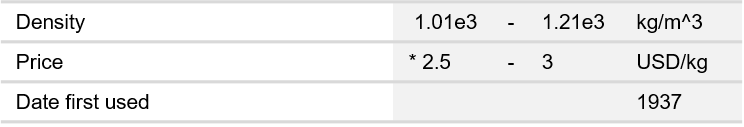 Density 1.01e3 - 1.21e3 kg/m^3
Price * 2.5 - 3 USD/kg
Date first used 1937